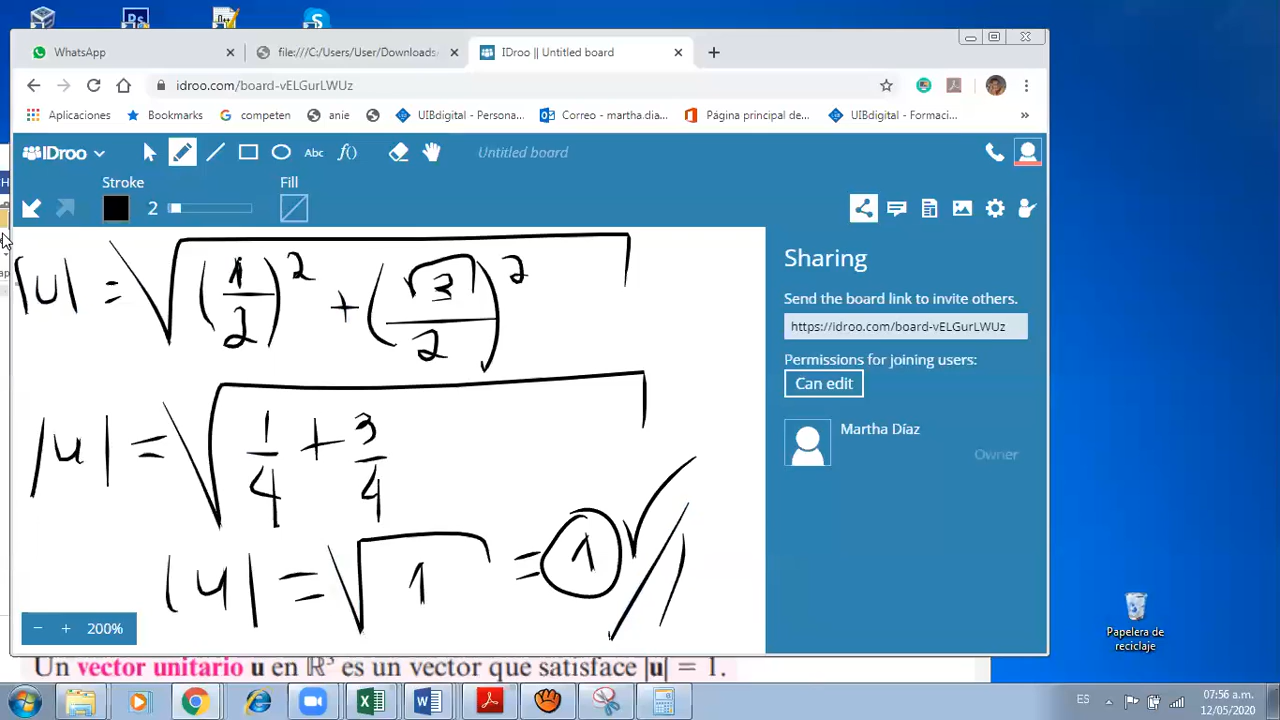 WhatsApp
file:///C:/Users/User/Downloads/
IDroo || Untitled board
idroo.com/board-vELGurLWUz
Aplicaciones Bookmarks competen anie UIBdigital - Persona... Correo - martha.dia... Página principal de... UIBdigital - Formaci... »
IDroo Abc f() Untitled board
Stroke Fill
2
|u| = √(1/2)² + (√3/2)²
|u| = √1/4 + 3/4
|u| = √1 = 1
200%
Sharing
Send the board link to invite others.
https://idroo.com/board-vELGurLWUz
Permissions for joining users:
Can edit
Martha Díaz
Owner
Papelera de
reciclaje
Un vector unitario u en ℝ³ es un vector que satisface |u| = 1.
ES 07:56 a.m.
12/05/2020